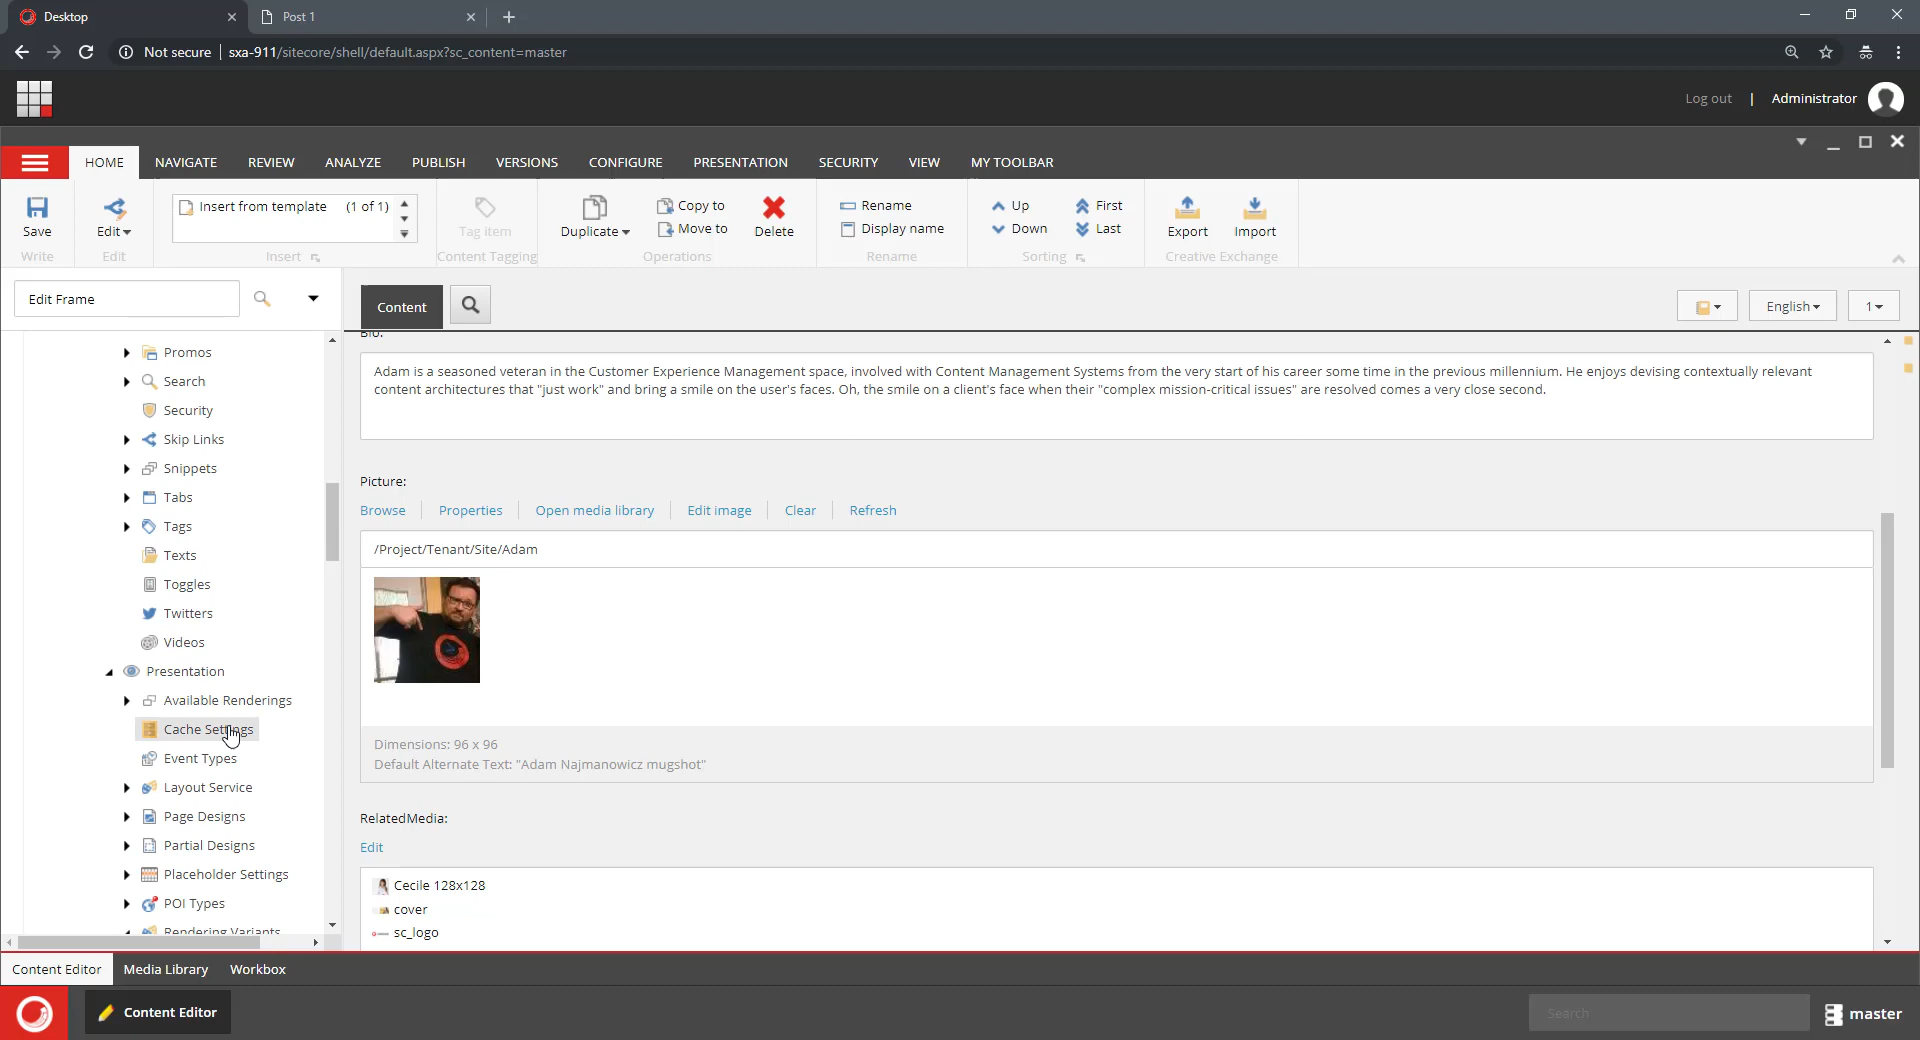 Desktop
Post 1
Not secure
sxa-911/sitecore/shell/default.aspx?sc_content=master
Log out | Administrator
HOME NAVIGATE REVIEW ANALYZE PUBLISH VERSIONS CONFIGURE PRESENTATION SECURITY VIEW MY TOOLBAR
Insert from template (1 of 1)
Copy to
Rename
Up
First
Save
Edit
Tag item
Duplicate
Move to
Delete
Display name
Down
Last
Export
Import
Write
Edit
Insert
Content Tagging
Operations
Rename
Sorting
Creative Exchange
Edit Frame
Content
English
1
Promos
Search
Security
Skip Links
Snippets
Tabs
Tags
Texts
Toggles
Twitters
Videos
Presentation
Available Renderings
Cache Settings
Event Types
Layout Service
Page Designs
Partial Designs
Placeholder Settings
POI Types
Rendering Variants
Bio:
Adam is a seasoned veteran in the Customer Experience Management space, involved with Content Management Systems from the very start of his career some time in the previous millennium. He enjoys devising contextually relevant
content architectures that "just work" and bring a smile on the user's faces. Oh, the smile on a client's face when their "complex mission-critical issues" are resolved comes a very close second.
Picture:
Browse
Properties
Open media library
Edit image
Clear
Refresh
/Project/Tenant/Site/Adam
Dimensions: 96 x 96
Default Alternate Text: "Adam Najmanowicz mugshot"
RelatedMedia:
Edit
Cecile 128x128
cover
sc_logo
Content Editor
Media Library
Workbox
Content Editor
Search
master